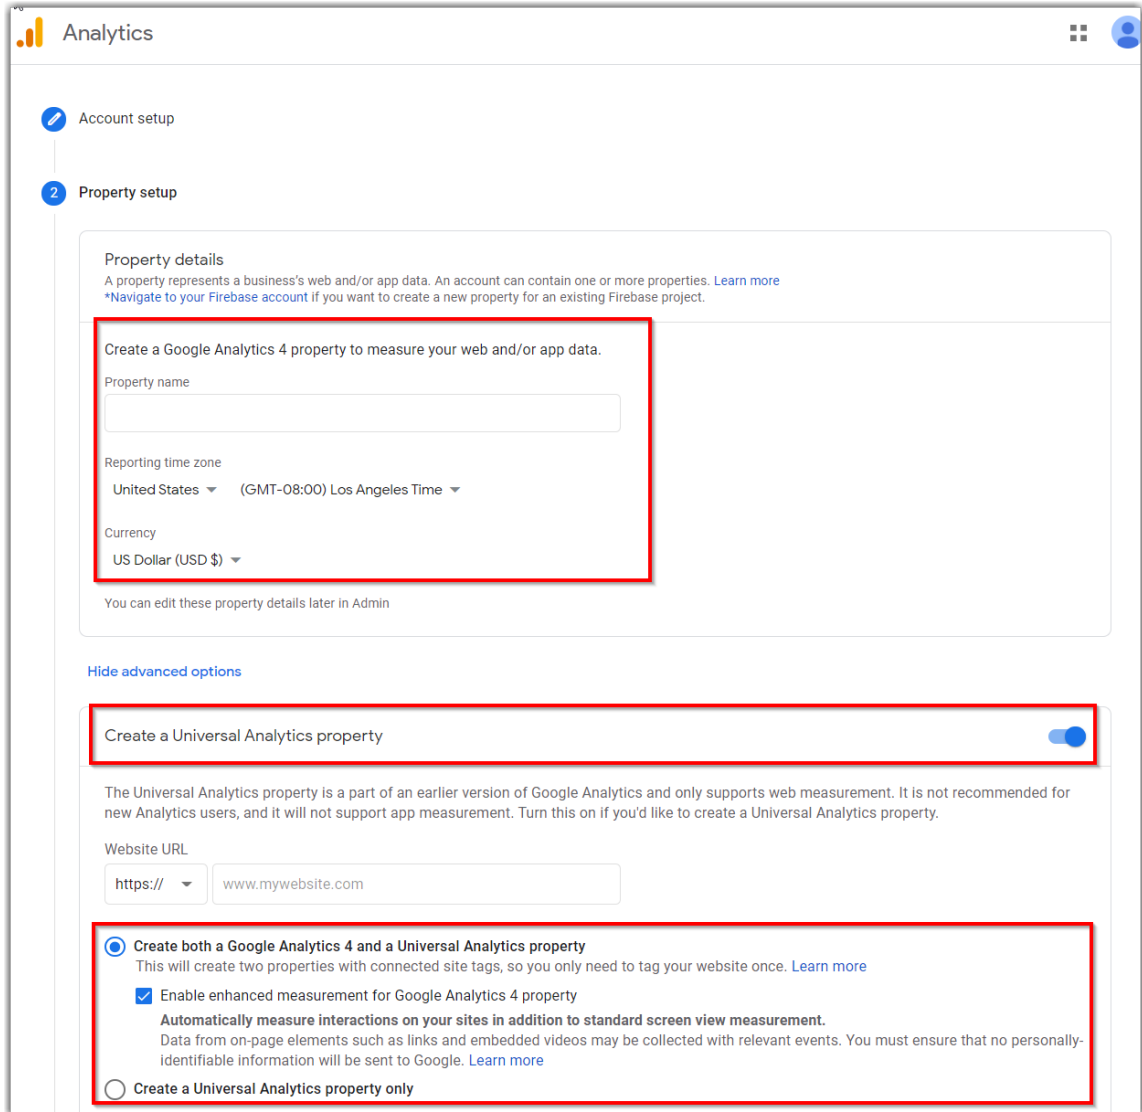 Analytics
Account setup
2 Property setup
Property details
A property represents a business's web and/or app data. An account can contain one or more properties. Learn more
*Navigate to your Firebase account if you want to create a new property for an existing Firebase project.
Create a Google Analytics 4 property to measure your web and/or app data.
Property name
Reporting time zone
United States (GMT-08:00) Los Angeles Time
Currency
US Dollar (USD $)
You can edit these property details later in Admin
Hide advanced options
Create a Universal Analytics property
The Universal Analytics property is a part of an earlier version of Google Analytics and only supports web measurement. It is not recommended for
new Analytics users, and it will not support app measurement. Turn this on if you'd like to create a Universal Analytics property.
Website URL
https:// www.mywebsite.com
Create both a Google Analytics 4 and a Universal Analytics property
This will create two properties with connected site tags, so you only need to tag your website once. Learn more
Enable enhanced measurement for Google Analytics 4 property
Automatically measure interactions on your sites in addition to standard screen view measurement.
Data from on-page elements such as links and embedded videos may be collected with relevant events. You must ensure that no personally-
identifiable information will be sent to Google. Learn more
Create a Universal Analytics property only